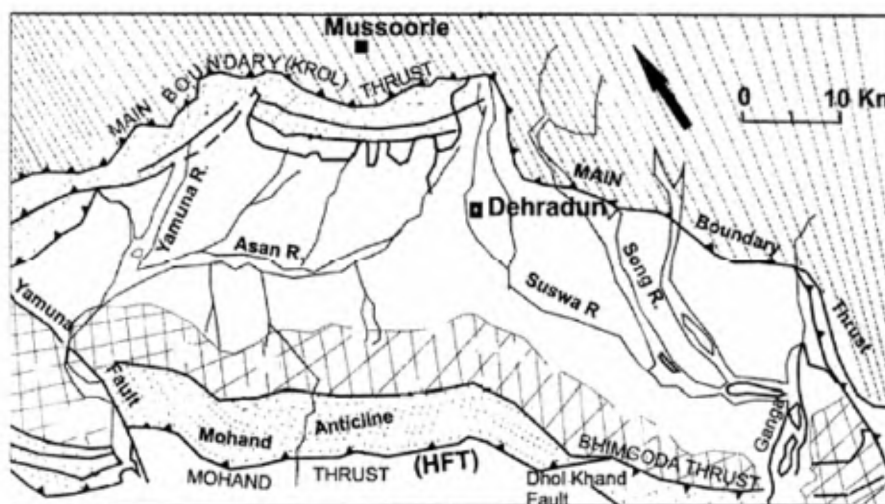 Mussoorie
MAIN BOUNDARY (KROL) THRUST
0 10 Km
MAIN Boundary Thrust
Yamuna R.
Dehradun
Asan R.
Song R.
Suswa R
Yamuna Fault
Ganga
Mohand Anticline
BHIMGODA THRUST
MOHAND THRUST (HFT)
Dhol Khand
Fault